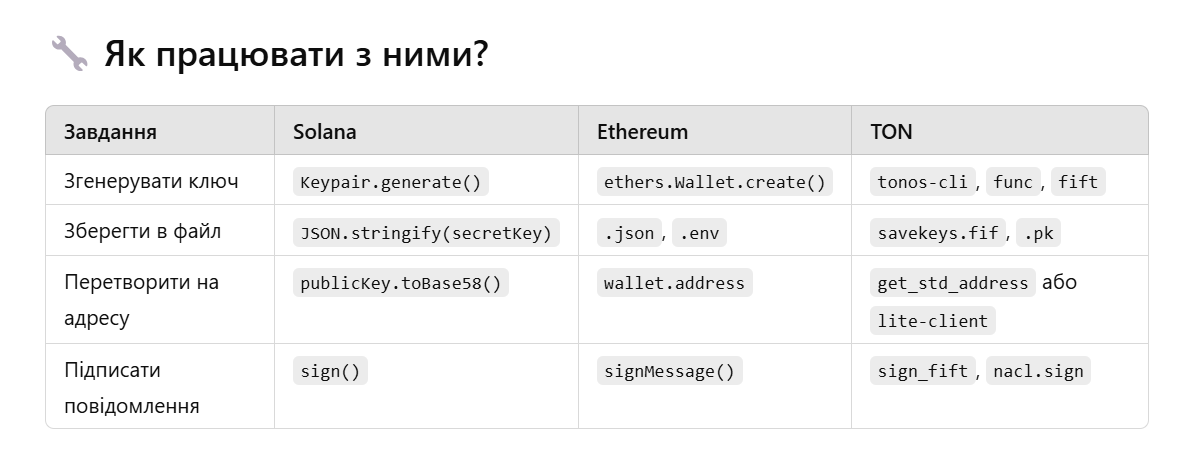 🔧 Як працювати з ними?
Завдання Solana Ethereum TON
Згенерувати ключ Keypair.generate() ethers.Wallet.create() tonos-cli, func, fift
Зберегти в файл JSON.stringify(secretKey) .json, .env savekeys.fif, .pk
Перетворити на publicKey.toBase58() wallet.address get_std_address або
адресу lite-client
Підписати sign() signMessage() sign_fift, nacl.sign
повідомлення